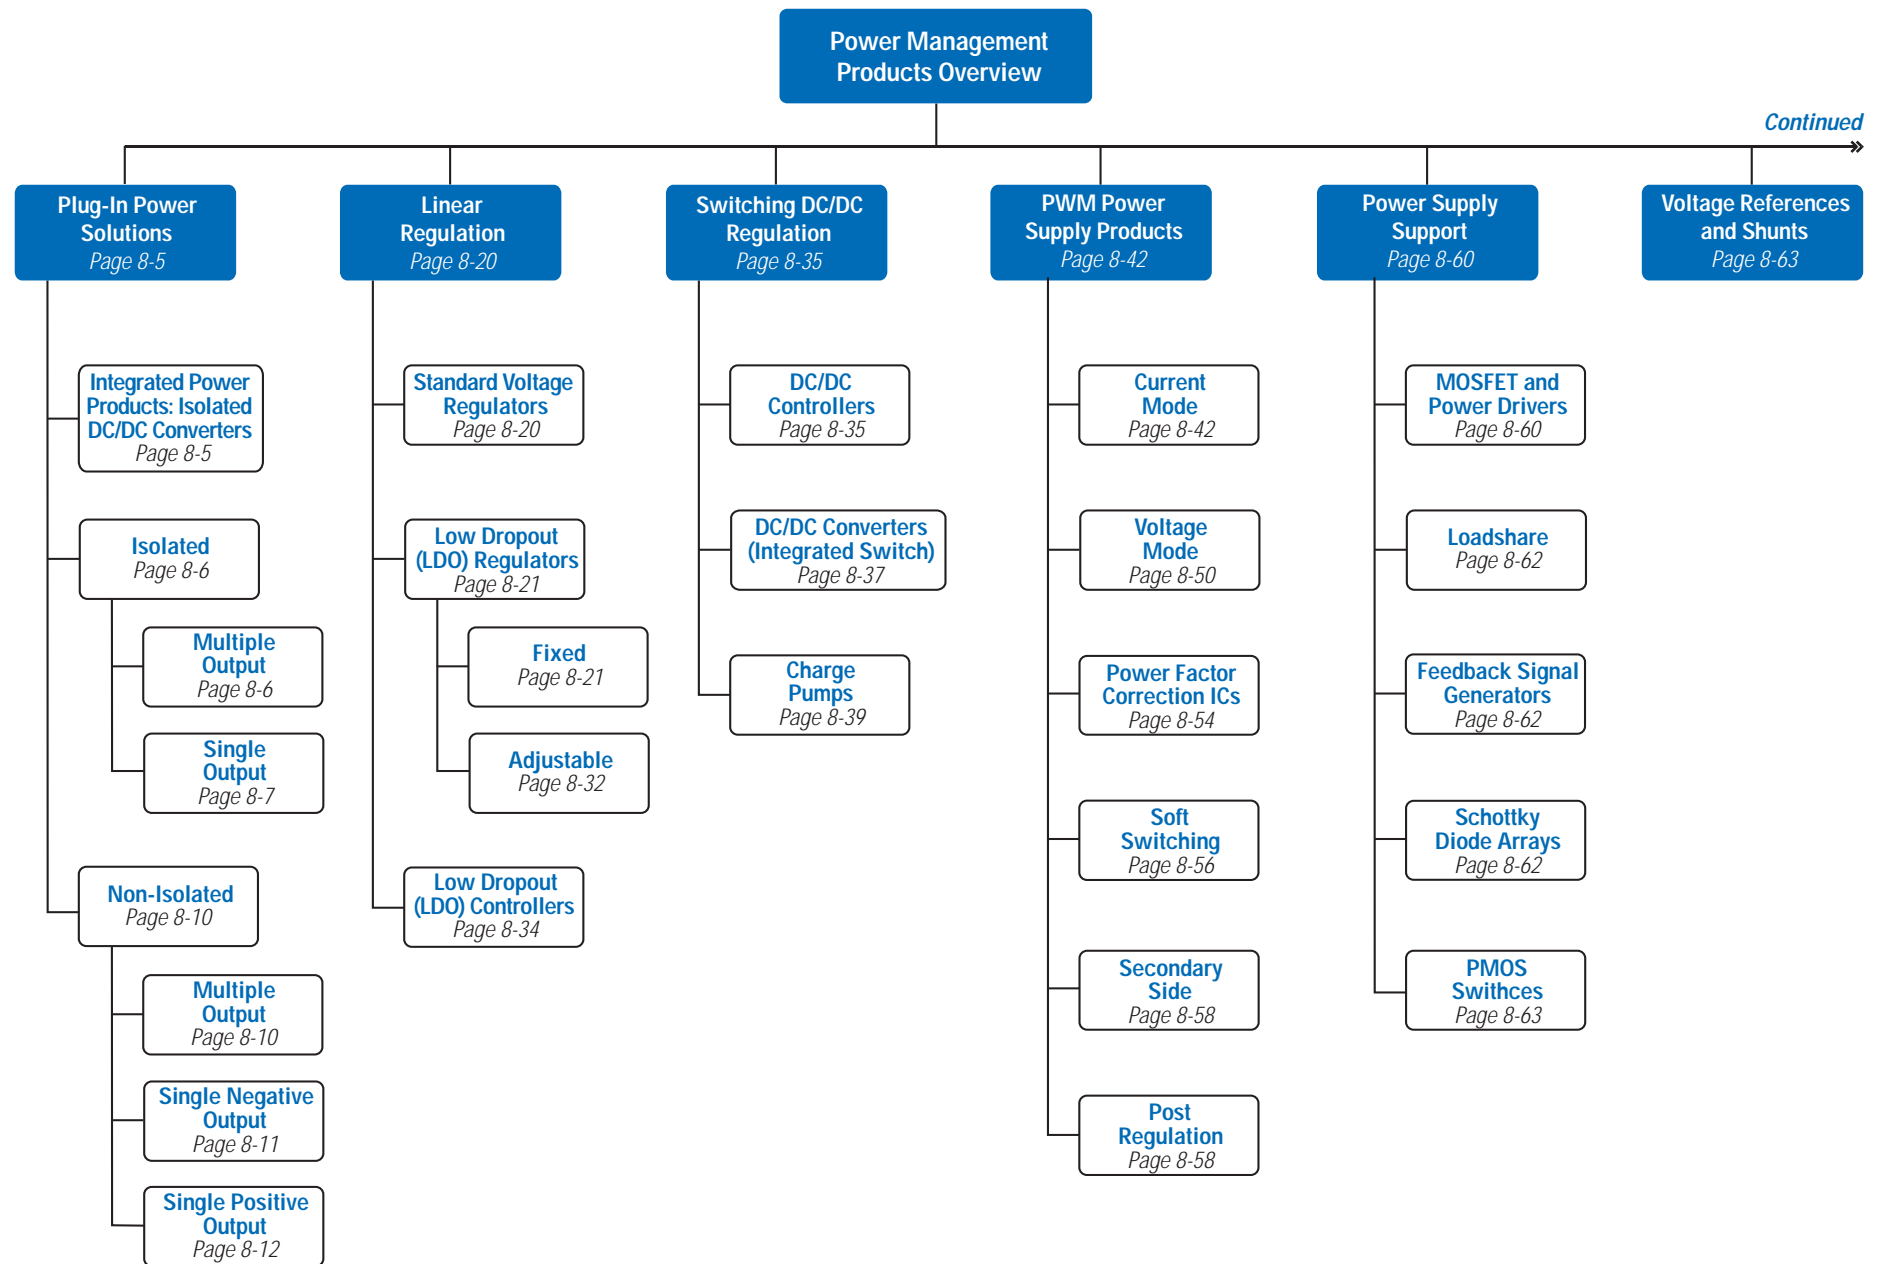 Power Management
Products Overview
Continued
Plug-In Power
Solutions
Page 8-5
Linear
Regulation
Page 8-20
Switching DC/DC
Regulation
Page 8-35
PWM Power
Supply Products
Page 8-42
Power Supply
Support
Page 8-60
Voltage References
and Shunts
Page 8-63
Integrated Power
Products: Isolated
DC/DC Converters
Page 8-5
Isolated
Page 8-6
Multiple
Output
Page 8-6
Single
Output
Page 8-7
Non-Isolated
Page 8-10
Multiple
Output
Page 8-10
Single Negative
Output
Page 8-11
Single Positive
Output
Page 8-12
Standard Voltage
Regulators
Page 8-20
Low Dropout
(LDO) Regulators
Page 8-21
Fixed
Page 8-21
Adjustable
Page 8-32
Low Dropout
(LDO) Controllers
Page 8-34
DC/DC
Controllers
Page 8-35
DC/DC Converters
(Integrated Switch)
Page 8-37
Charge
Pumps
Page 8-39
Current
Mode
Page 8-42
Voltage
Mode
Page 8-50
Power Factor
Correction ICs
Page 8-54
Soft
Switching
Page 8-56
Secondary
Side
Page 8-58
Post
Regulation
Page 8-58
MOSFET and
Power Drivers
Page 8-60
Loadshare
Page 8-62
Feedback Signal
Generators
Page 8-62
Schottky
Diode Arrays
Page 8-62
PMOS
Swithces
Page 8-63